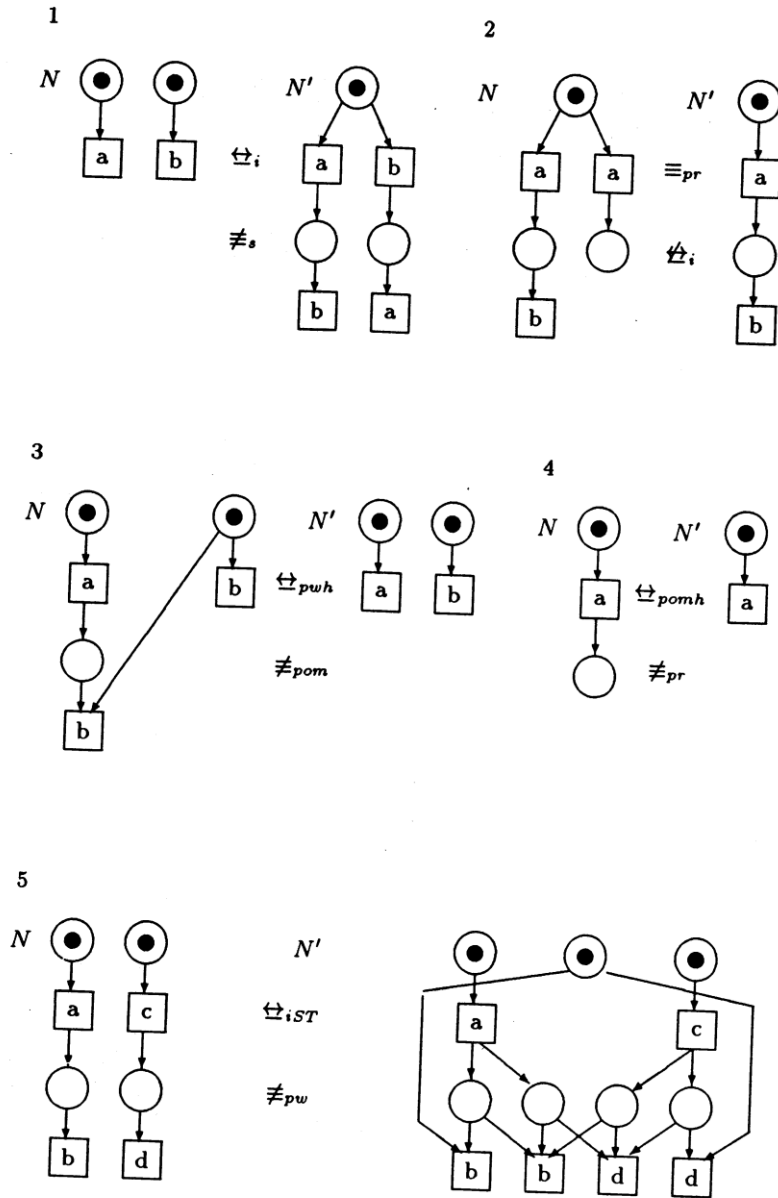 1 2
N N' N N'
a b ↔̲i a b a a ≡pr a
≢s ↮̲i
b a b b
3 4
N N' N N'
a b ↔̲pwh a b a ↔̲pomh a
≢pom ≢pr
b
5
N N'
a c ↔̲iST a c
≢pw
b d b b d d